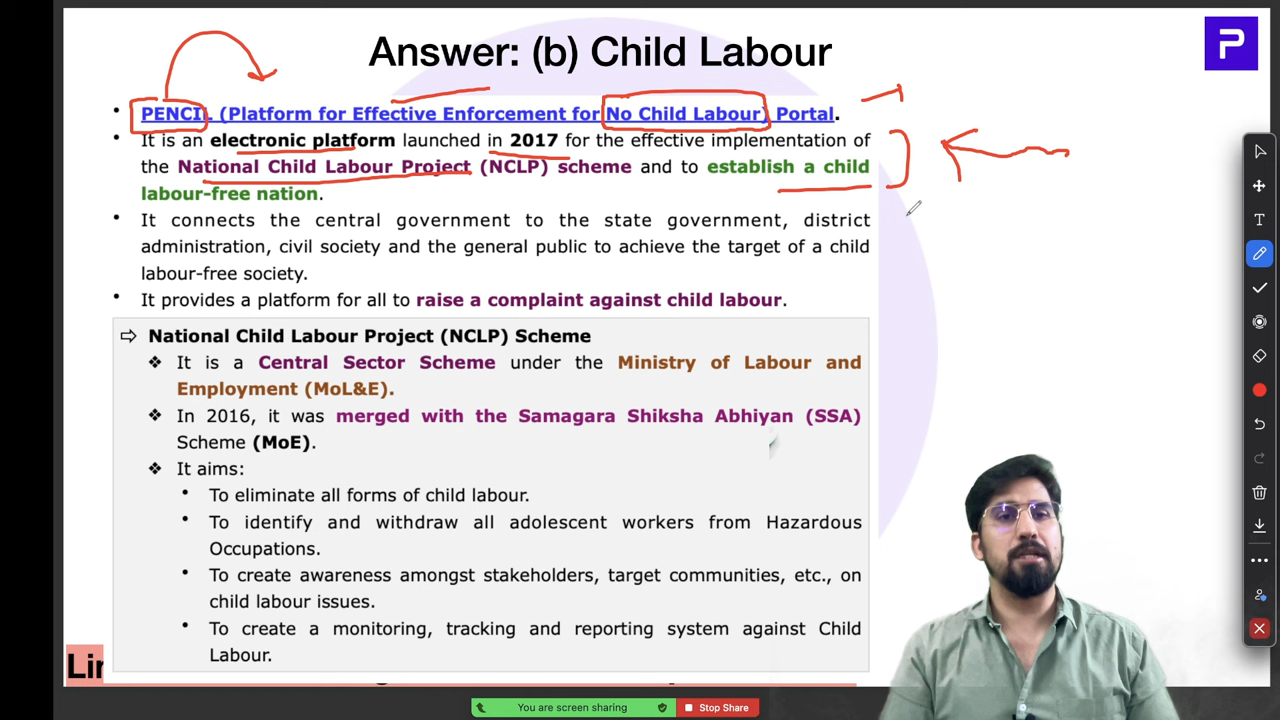 Answer: (b) Child Labour
• PENCIL (Platform for Effective Enforcement for No Child Labour) Portal.
• It is an electronic platform launched in 2017 for the effective implementation of
the National Child Labour Project (NCLP) scheme and to establish a child
labour-free nation.
• It connects the central government to the state government, district
administration, civil society and the general public to achieve the target of a child
labour-free society.
• It provides a platform for all to raise a complaint against child labour.
⇨ National Child Labour Project (NCLP) Scheme
❖ It is a Central Sector Scheme under the Ministry of Labour and
Employment (MoL&E).
❖ In 2016, it was merged with the Samagara Shiksha Abhiyan (SSA)
Scheme (MoE).
❖ It aims:
• To eliminate all forms of child labour.
• To identify and withdraw all adolescent workers from Hazardous
Occupations.
• To create awareness amongst stakeholders, target communities, etc., on
child labour issues.
• To create a monitoring, tracking and reporting system against Child
Labour.
You are screen sharing
Stop Share